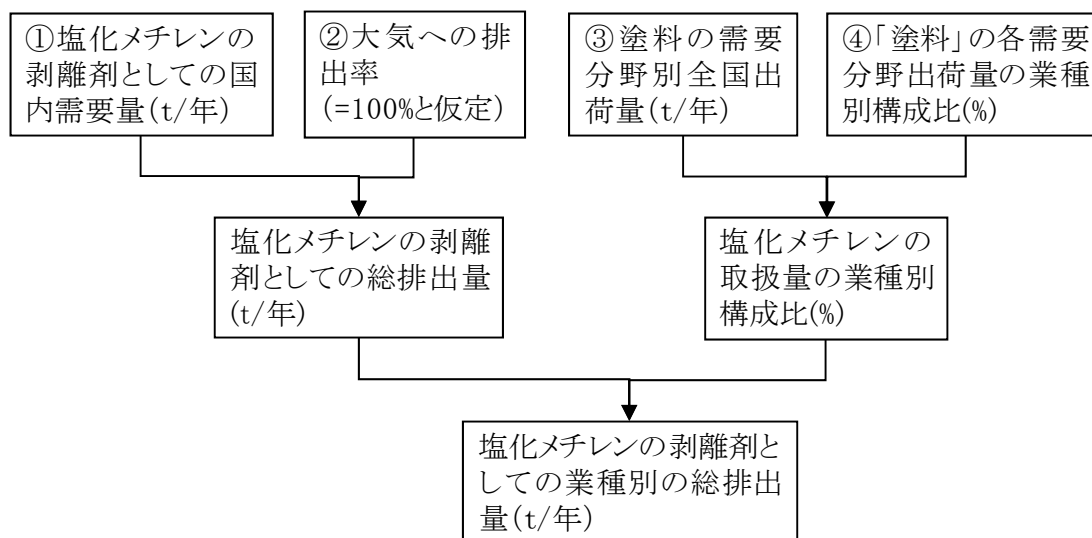 ①塩化メチレンの
剥離剤としての国
内需要量(t/年)
②大気への排
出率
(=100%と仮定)
③塗料の需要
分野別全国出
荷量(t/年)
④「塗料」の各需要
分野出荷量の業種
別構成比(%)
塩化メチレンの剥離
剤としての総排出量
(t/年)
塩化メチレンの
取扱量の業種別
構成比(%)
塩化メチレンの剥離剤と
しての業種別の総排出
量(t/年)